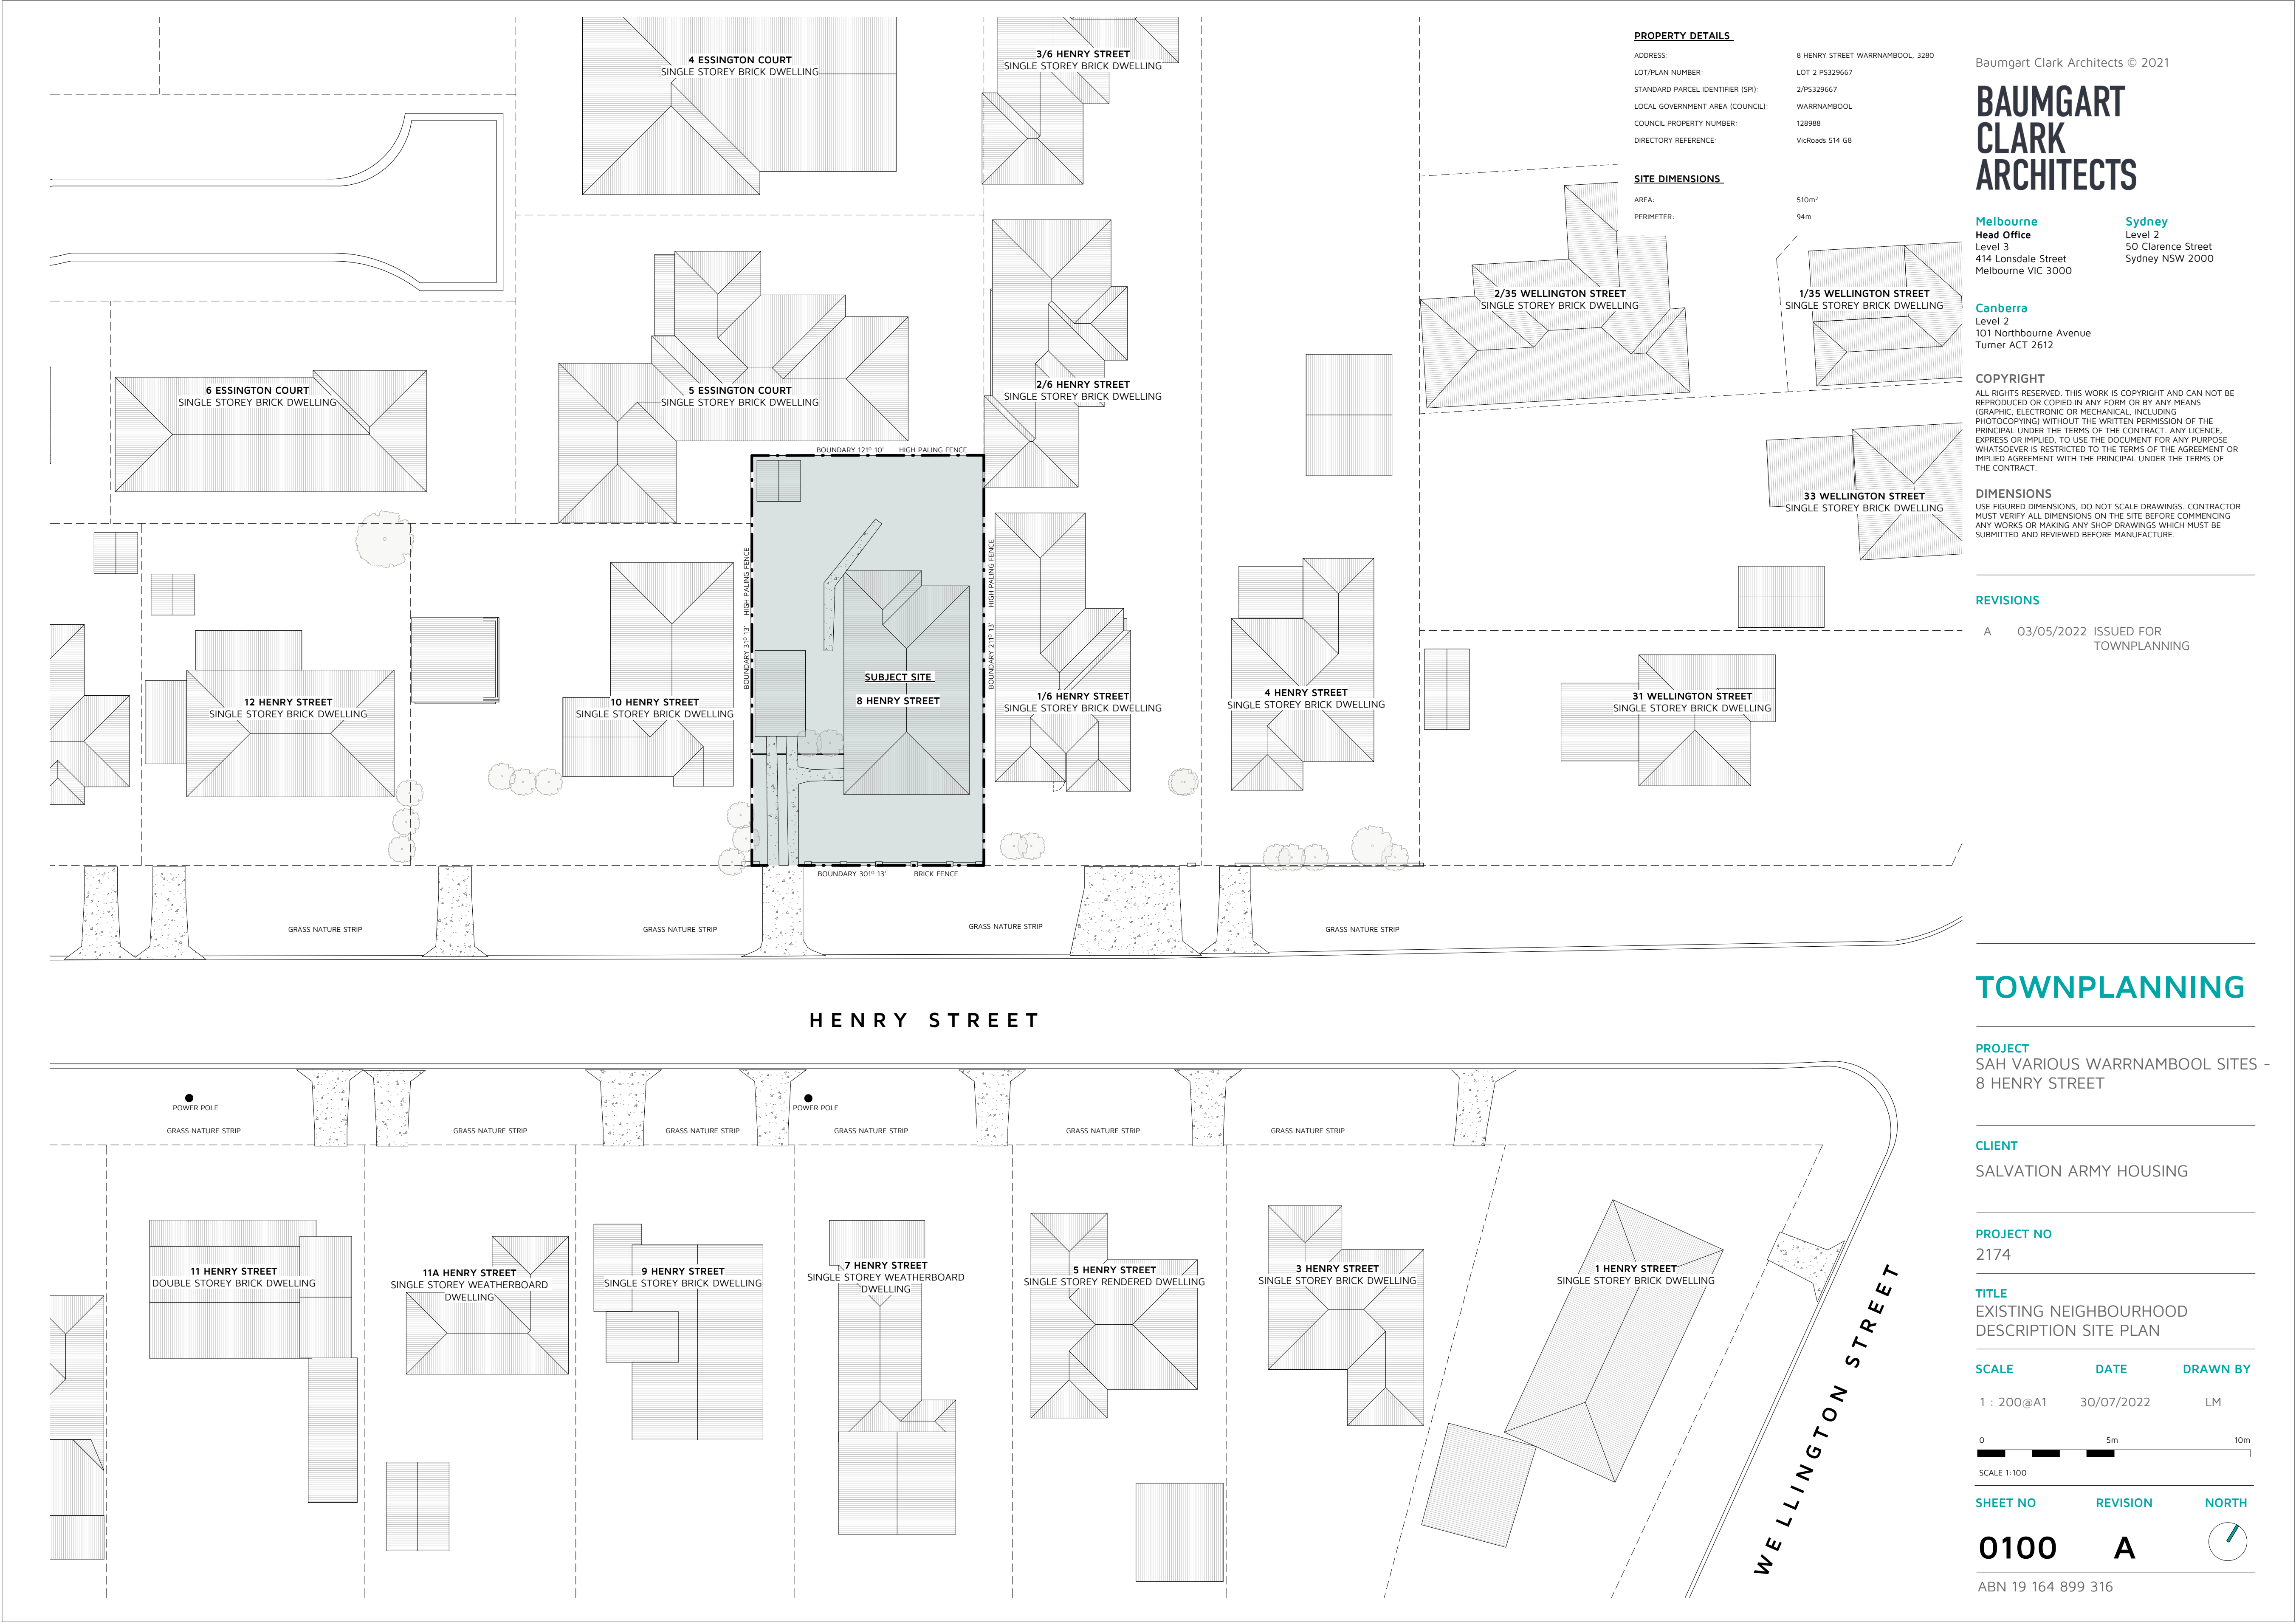 4 ESSINGTON COURT
SINGLE STOREY BRICK DWELLING
3/6 HENRY STREET
SINGLE STOREY BRICK DWELLING
6 ESSINGTON COURT
SINGLE STOREY BRICK DWELLING
5 ESSINGTON COURT
SINGLE STOREY BRICK DWELLING
2/6 HENRY STREET
SINGLE STOREY BRICK DWELLING
2/35 WELLINGTON STREET
SINGLE STOREY BRICK DWELLING
1/35 WELLINGTON STREET
SINGLE STOREY BRICK DWELLING
33 WELLINGTON STREET
SINGLE STOREY BRICK DWELLING
BOUNDARY 121º 10' HIGH PALING FENCE
BOUNDARY 31º 13' HIGH PALING FENCE
BOUNDARY 211º 13' HIGH PALING FENCE
12 HENRY STREET
SINGLE STOREY BRICK DWELLING
10 HENRY STREET
SINGLE STOREY BRICK DWELLING
SUBJECT SITE
8 HENRY STREET
1/6 HENRY STREET
SINGLE STOREY BRICK DWELLING
4 HENRY STREET
SINGLE STOREY BRICK DWELLING
31 WELLINGTON STREET
SINGLE STOREY BRICK DWELLING
BOUNDARY 301º 13' BRICK FENCE
GRASS NATURE STRIP
GRASS NATURE STRIP
GRASS NATURE STRIP
GRASS NATURE STRIP
HENRY STREET
POWER POLE
POWER POLE
GRASS NATURE STRIP
GRASS NATURE STRIP
GRASS NATURE STRIP
GRASS NATURE STRIP
GRASS NATURE STRIP
GRASS NATURE STRIP
11 HENRY STREET
DOUBLE STOREY BRICK DWELLING
11A HENRY STREET
SINGLE STOREY WEATHERBOARD
DWELLING
9 HENRY STREET
SINGLE STOREY BRICK DWELLING
7 HENRY STREET
SINGLE STOREY WEATHERBOARD
DWELLING
5 HENRY STREET
SINGLE STOREY RENDERED DWELLING
3 HENRY STREET
SINGLE STOREY BRICK DWELLING
1 HENRY STREET
SINGLE STOREY BRICK DWELLING
WELLINGTON STREET
PROPERTY DETAILS
ADDRESS: 8 HENRY STREET WARRNAMBOOL, 3280
LOT/PLAN NUMBER: LOT 2 PS329667
STANDARD PARCEL IDENTIFIER (SPI): 2/PS329667
LOCAL GOVERNMENT AREA (COUNCIL): WARRNAMBOOL
COUNCIL PROPERTY NUMBER: 128988
DIRECTORY REFERENCE: VicRoads 514 G8
SITE DIMENSIONS
AREA: 510m²
PERIMETER: 94m
Baumgart Clark Architects © 2021
BAUMGART
CLARK
ARCHITECTS
Melbourne
Head Office
Level 3
414 Lonsdale Street
Melbourne VIC 3000
Sydney
Level 2
50 Clarence Street
Sydney NSW 2000
Canberra
Level 2
101 Northbourne Avenue
Turner ACT 2612
COPYRIGHT
ALL RIGHTS RESERVED. THIS WORK IS COPYRIGHT AND CAN NOT BE
REPRODUCED OR COPIED IN ANY FORM OR BY ANY MEANS
(GRAPHIC, ELECTRONIC OR MECHANICAL, INCLUDING
PHOTOCOPYING) WITHOUT THE WRITTEN PERMISSION OF THE
PRINCIPAL UNDER THE TERMS OF THE CONTRACT. ANY LICENCE,
EXPRESS OR IMPLIED, TO USE THE DOCUMENT FOR ANY PURPOSE
WHATSOEVER IS RESTRICTED TO THE TERMS OF THE AGREEMENT OR
IMPLIED AGREEMENT WITH THE PRINCIPAL UNDER THE TERMS OF
THE CONTRACT.
DIMENSIONS
USE FIGURED DIMENSIONS, DO NOT SCALE DRAWINGS. CONTRACTOR
MUST VERIFY ALL DIMENSIONS ON THE SITE BEFORE COMMENCING
ANY WORKS OR MAKING ANY SHOP DRAWINGS WHICH MUST BE
SUBMITTED AND REVIEWED BEFORE MANUFACTURE.
REVISIONS
A 03/05/2022 ISSUED FOR
TOWNPLANNING
TOWNPLANNING
PROJECT
SAH VARIOUS WARRNAMBOOL SITES -
8 HENRY STREET
CLIENT
SALVATION ARMY HOUSING
PROJECT NO
2174
TITLE
EXISTING NEIGHBOURHOOD
DESCRIPTION SITE PLAN
SCALE DATE DRAWN BY
1 : 200@A1 30/07/2022 LM
0 5m 10m
SCALE 1:100
SHEET NO REVISION NORTH
0100 A
ABN 19 164 899 316